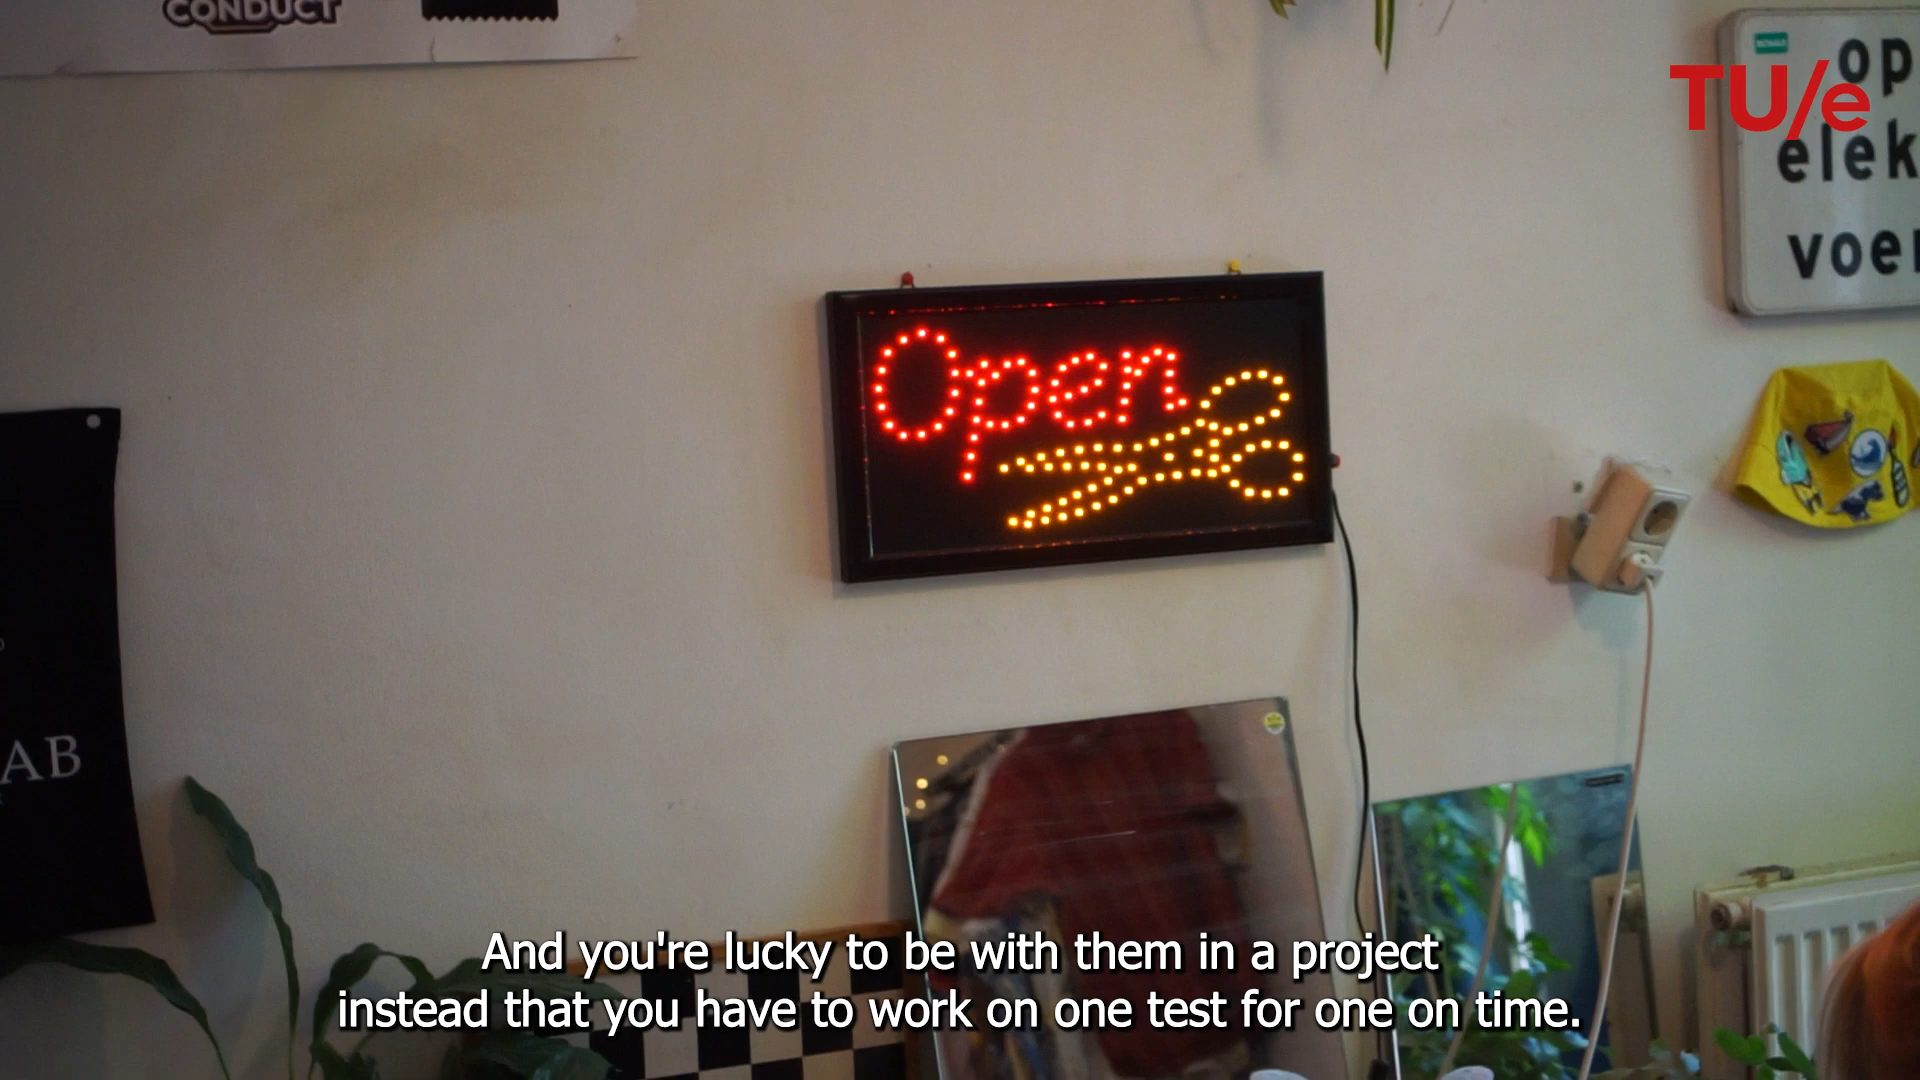 CONDUCT
TU/e
op
elek
voer
Open
AB
And you're lucky to be with them in a project
instead that you have to work on one test for one on time.